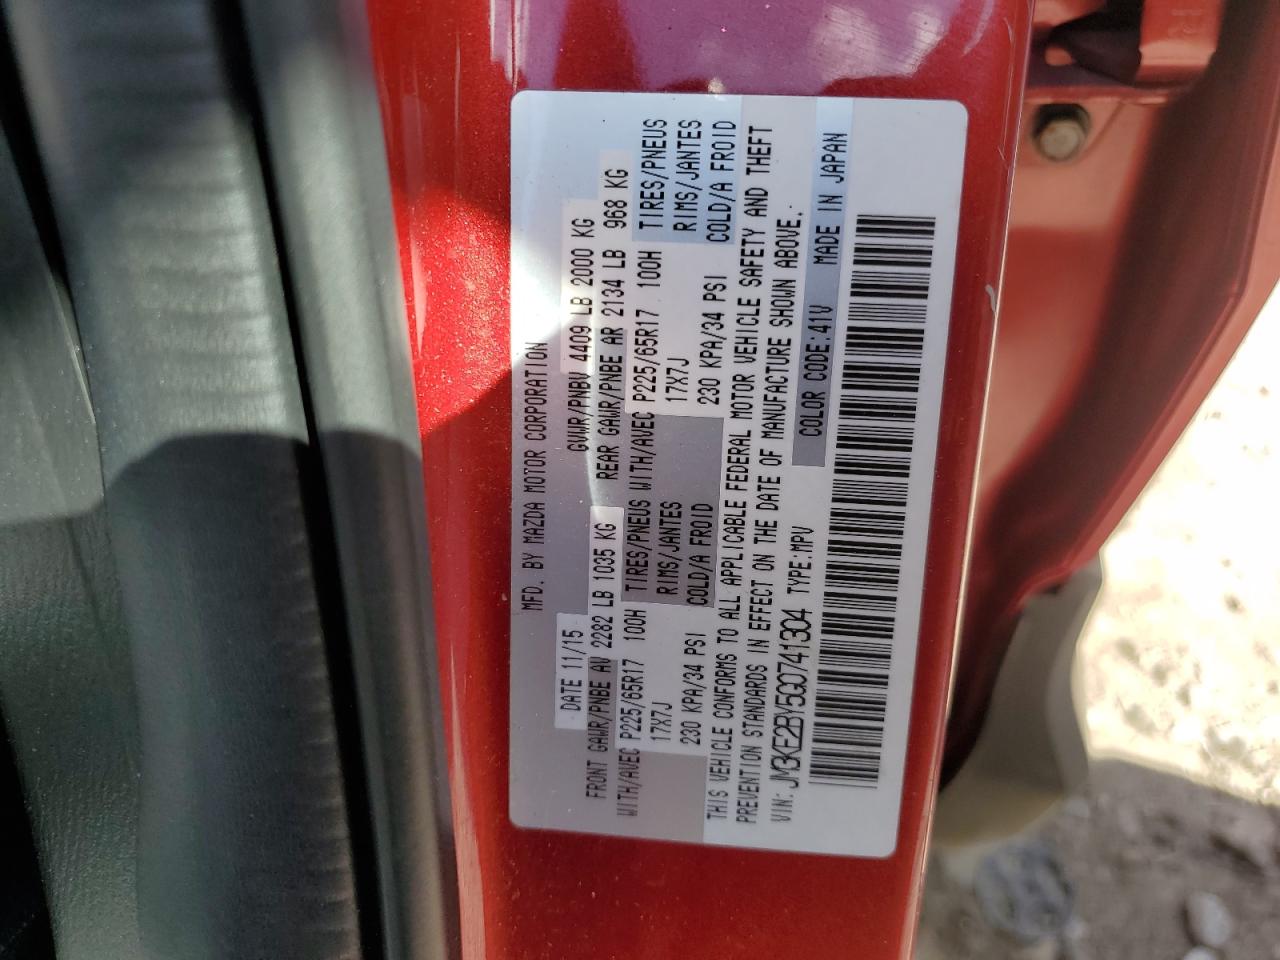 MFD. BY MAZDA MOTOR CORPORATION
DATE 11/15 GVWR/PNBV 4409 LB 2000 KG
FRONT GAWR/PNBE AV 2282 LB 1035 KG REAR GAWR/PNBE AR 2134 LB 968 KG
WITH/AVEC P225/65R17 100H TIRES/PNEUS WITH/AVEC P225/65R17 100H TIRES/PNEUS
17X7J RIMS/JANTES 17X7J RIMS/JANTES
230 KPA/34 PSI COLD/A FROID 230 KPA/34 PSI COLD/A FROID
THIS VEHICLE CONFORMS TO ALL APPLICABLE FEDERAL MOTOR VEHICLE SAFETY AND THEFT
PREVENTION STANDARDS IN EFFECT ON THE DATE OF MANUFACTURE SHOWN ABOVE.
VIN: JM3KE2BY5G0741304 TYPE:MPV COLOR CODE:41V MADE IN JAPAN